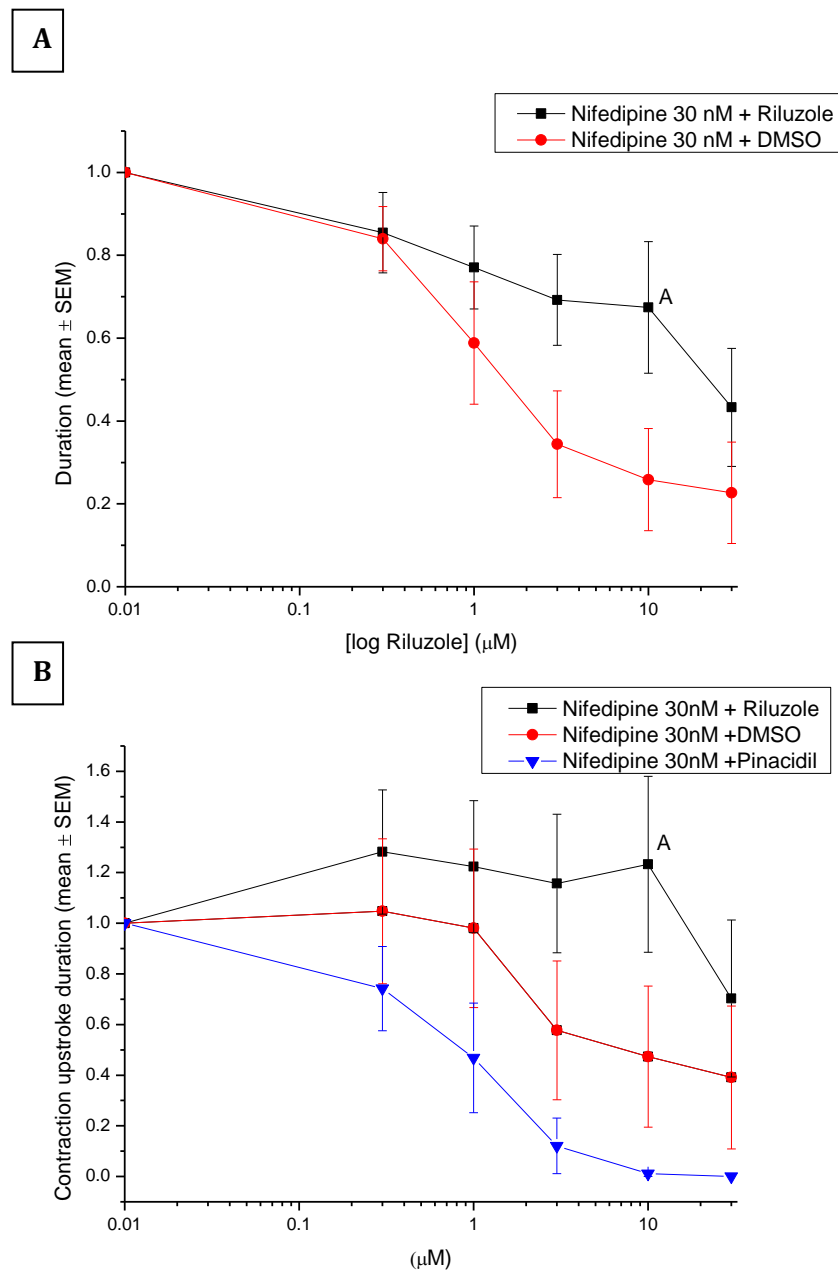 A
Nifedipine 30 nM + Riluzole
Nifedipine 30 nM + DMSO
1.0
0.8
0.6
0.4
0.2
0.0
Duration (mean ± SEM)
A
0.01
0.1
1
10
[log Riluzole] (μM)
B
Nifedipine 30nM + Riluzole
Nifedipine 30nM +DMSO
Nifedipine 30nM +Pinacidil
1.6
1.4
1.2
1.0
0.8
0.6
0.4
0.2
0.0
Contraction upstroke duration (mean ± SEM)
A
0.01
0.1
1
10
(μM)